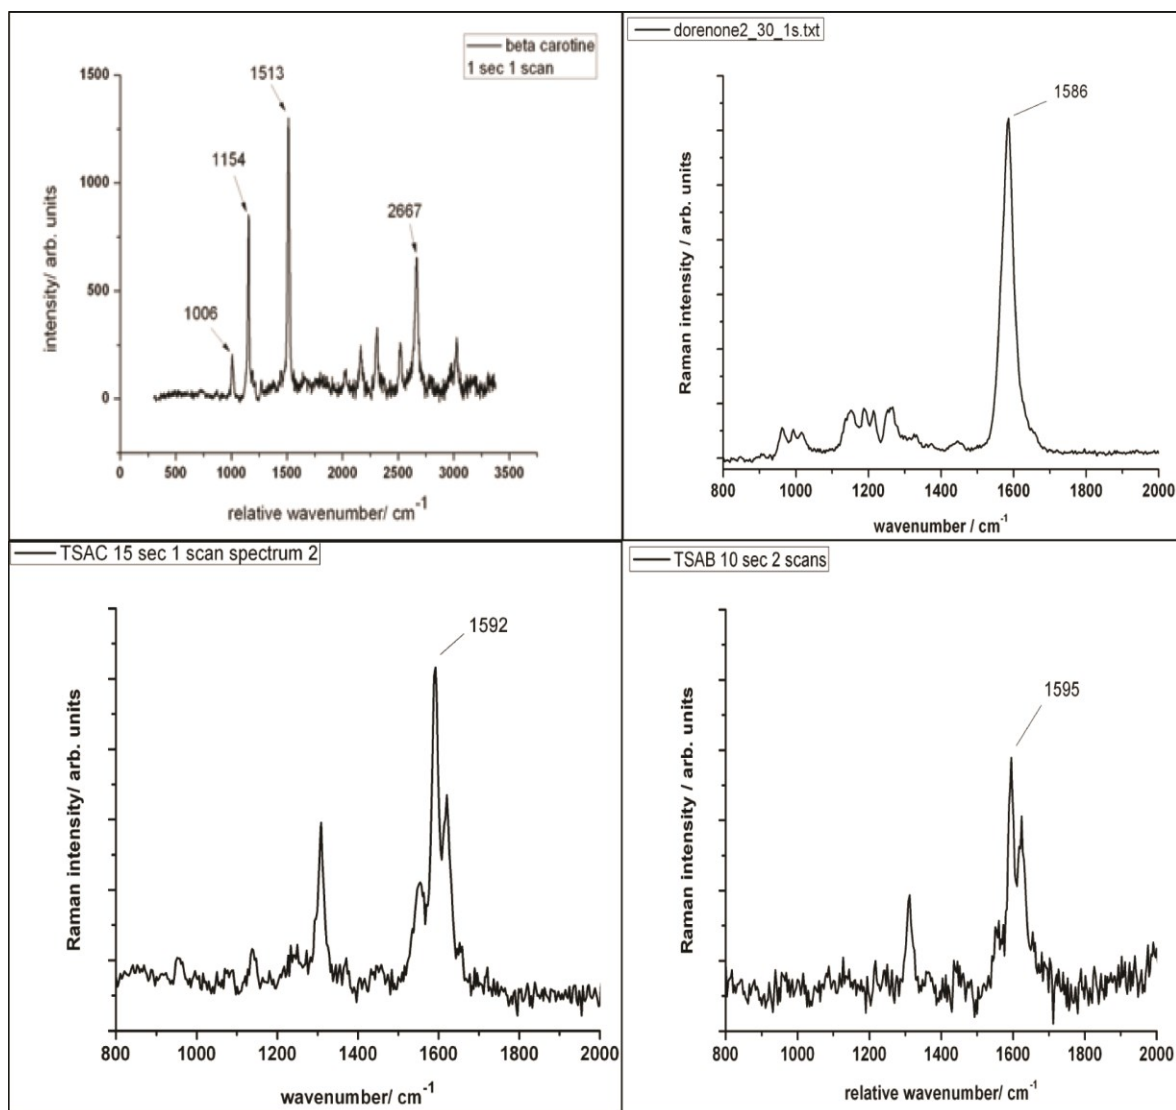 beta carotine
1 sec 1 scan
1500
1000
500
0
1513
1154
2667
1006
0 500 1000 1500 2000 2500 3000 3500
intensity/ arb. units
relative wavenumber/ cm⁻¹
dorenone2_30_1s.txt
1586
Raman intensity / arb. units
800 1000 1200 1400 1600 1800 2000
wavenumber / cm⁻¹
TSAC 15 sec 1 scan spectrum 2
1592
Raman intensity/ arb. units
800 1000 1200 1400 1600 1800 2000
wavenumber/ cm⁻¹
TSAB 10 sec 2 scans
1595
Raman intensity / arb. units
800 1000 1200 1400 1600 1800 2000
relative wavenumber/ cm⁻¹